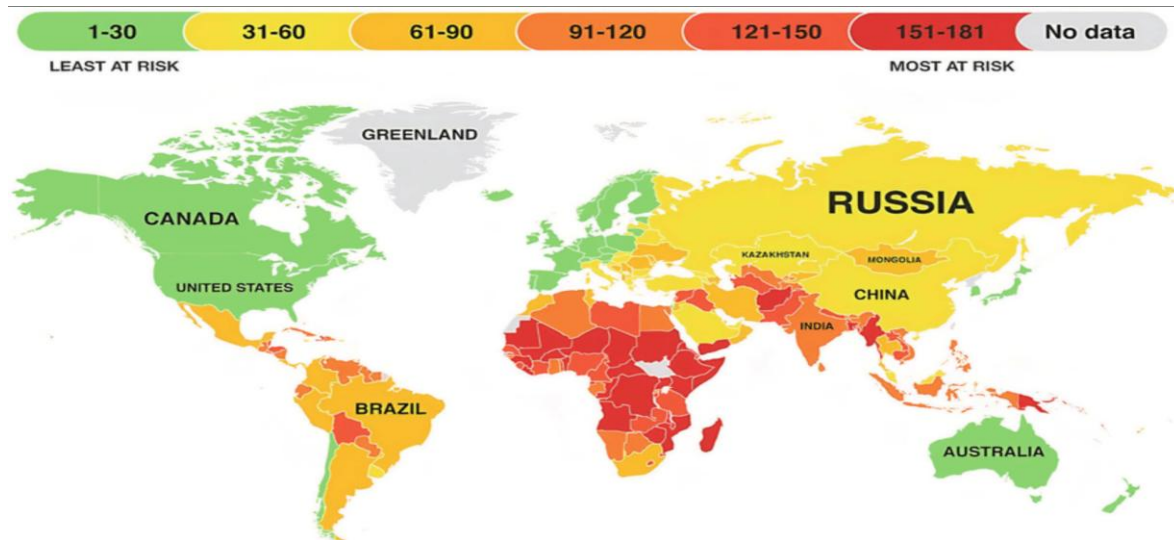 1-30 31-60 61-90 91-120 121-150 151-181 No data
LEAST AT RISK MOST AT RISK
GREENLAND
CANADA
RUSSIA
KAZAKHSTAN
MONGOLIA
UNITED STATES
CHINA
INDIA
BRAZIL
AUSTRALIA